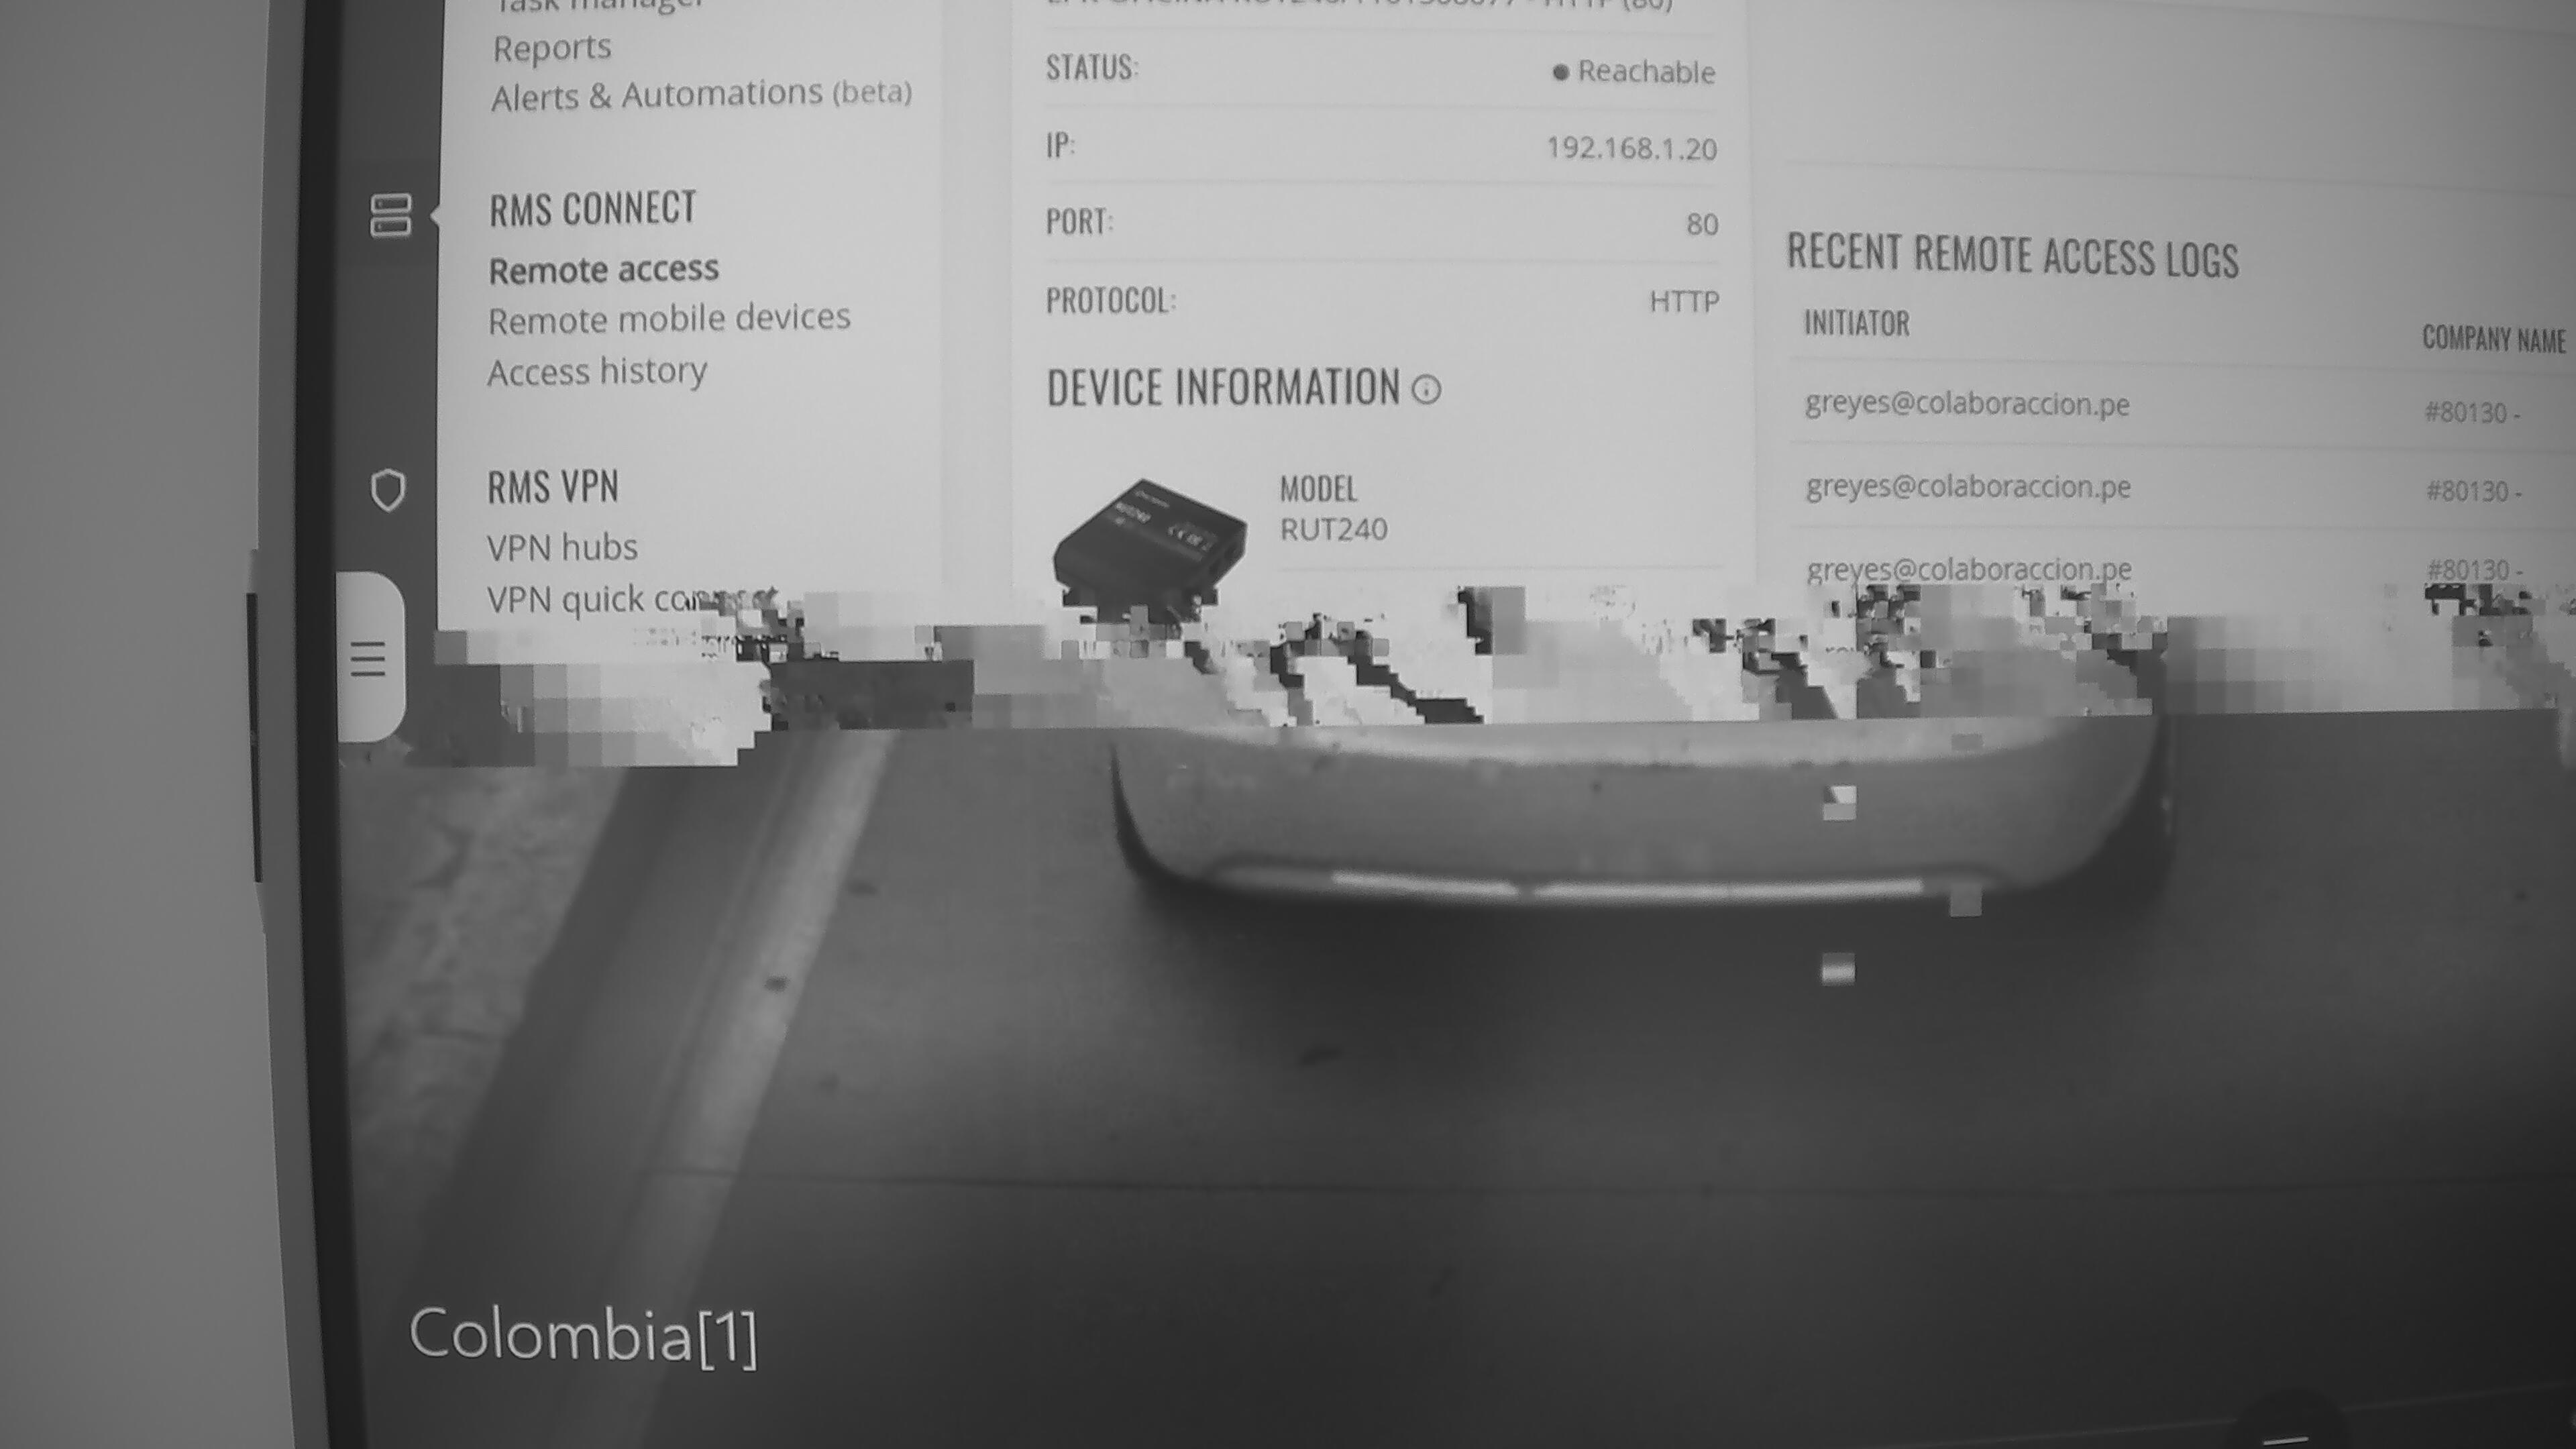 Reports
Alerts & Automations (beta)
RMS CONNECT
Remote access
Remote mobile devices
Access history
RMS VPN
VPN hubs
VPN quick
STATUS: Reachable
IP: 192.168.1.20
PORT: 80
PROTOCOL: HTTP
DEVICE INFORMATION
MODEL
RUT240
RECENT REMOTE ACCESS LOGS
INITIATOR COMPANY NAME
greyes@colaboraccion.pe #80130 -
greyes@colaboraccion.pe #80130 -
greyes@colaboraccion.pe #80130 -
Colombia[1]